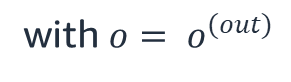 with o = o^(out)